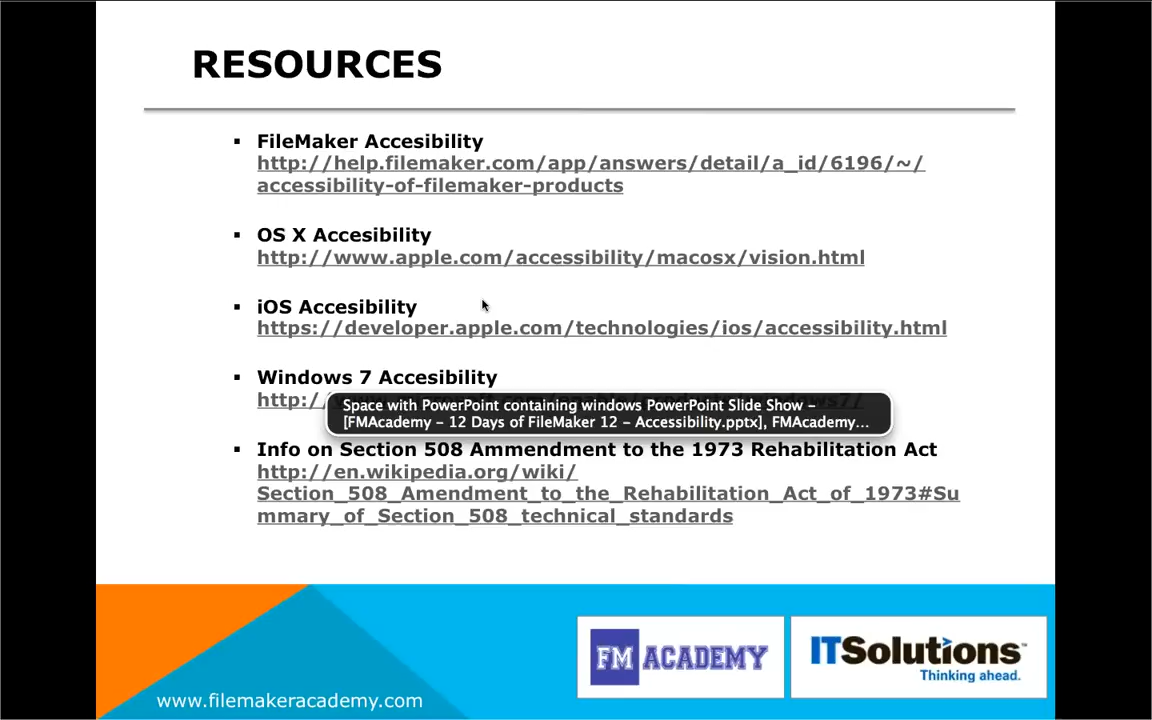 RESOURCES
▪ FileMaker Accesibility
http://help.filemaker.com/app/answers/detail/a_id/6196/~/
accessibility-of-filemaker-products
▪ OS X Accesibility
http://www.apple.com/accessibility/macosx/vision.html
▪ iOS Accesibility
https://developer.apple.com/technologies/ios/accessibility.html
▪ Windows 7 Accesibility
http:/
Space with PowerPoint containing windows PowerPoint Slide Show –
[FMAcademy – 12 Days of FileMaker 12 – Accessibility.pptx], FMAcademy...
▪ Info on Section 508 Ammendment to the 1973 Rehabilitation Act
http://en.wikipedia.org/wiki/
Section_508_Amendment_to_the_Rehabilitation_Act_of_1973#Su
mmary_of_Section_508_technical_standards
FM ACADEMY
ITSolutions™
Thinking ahead.
www.filemakeracademy.com